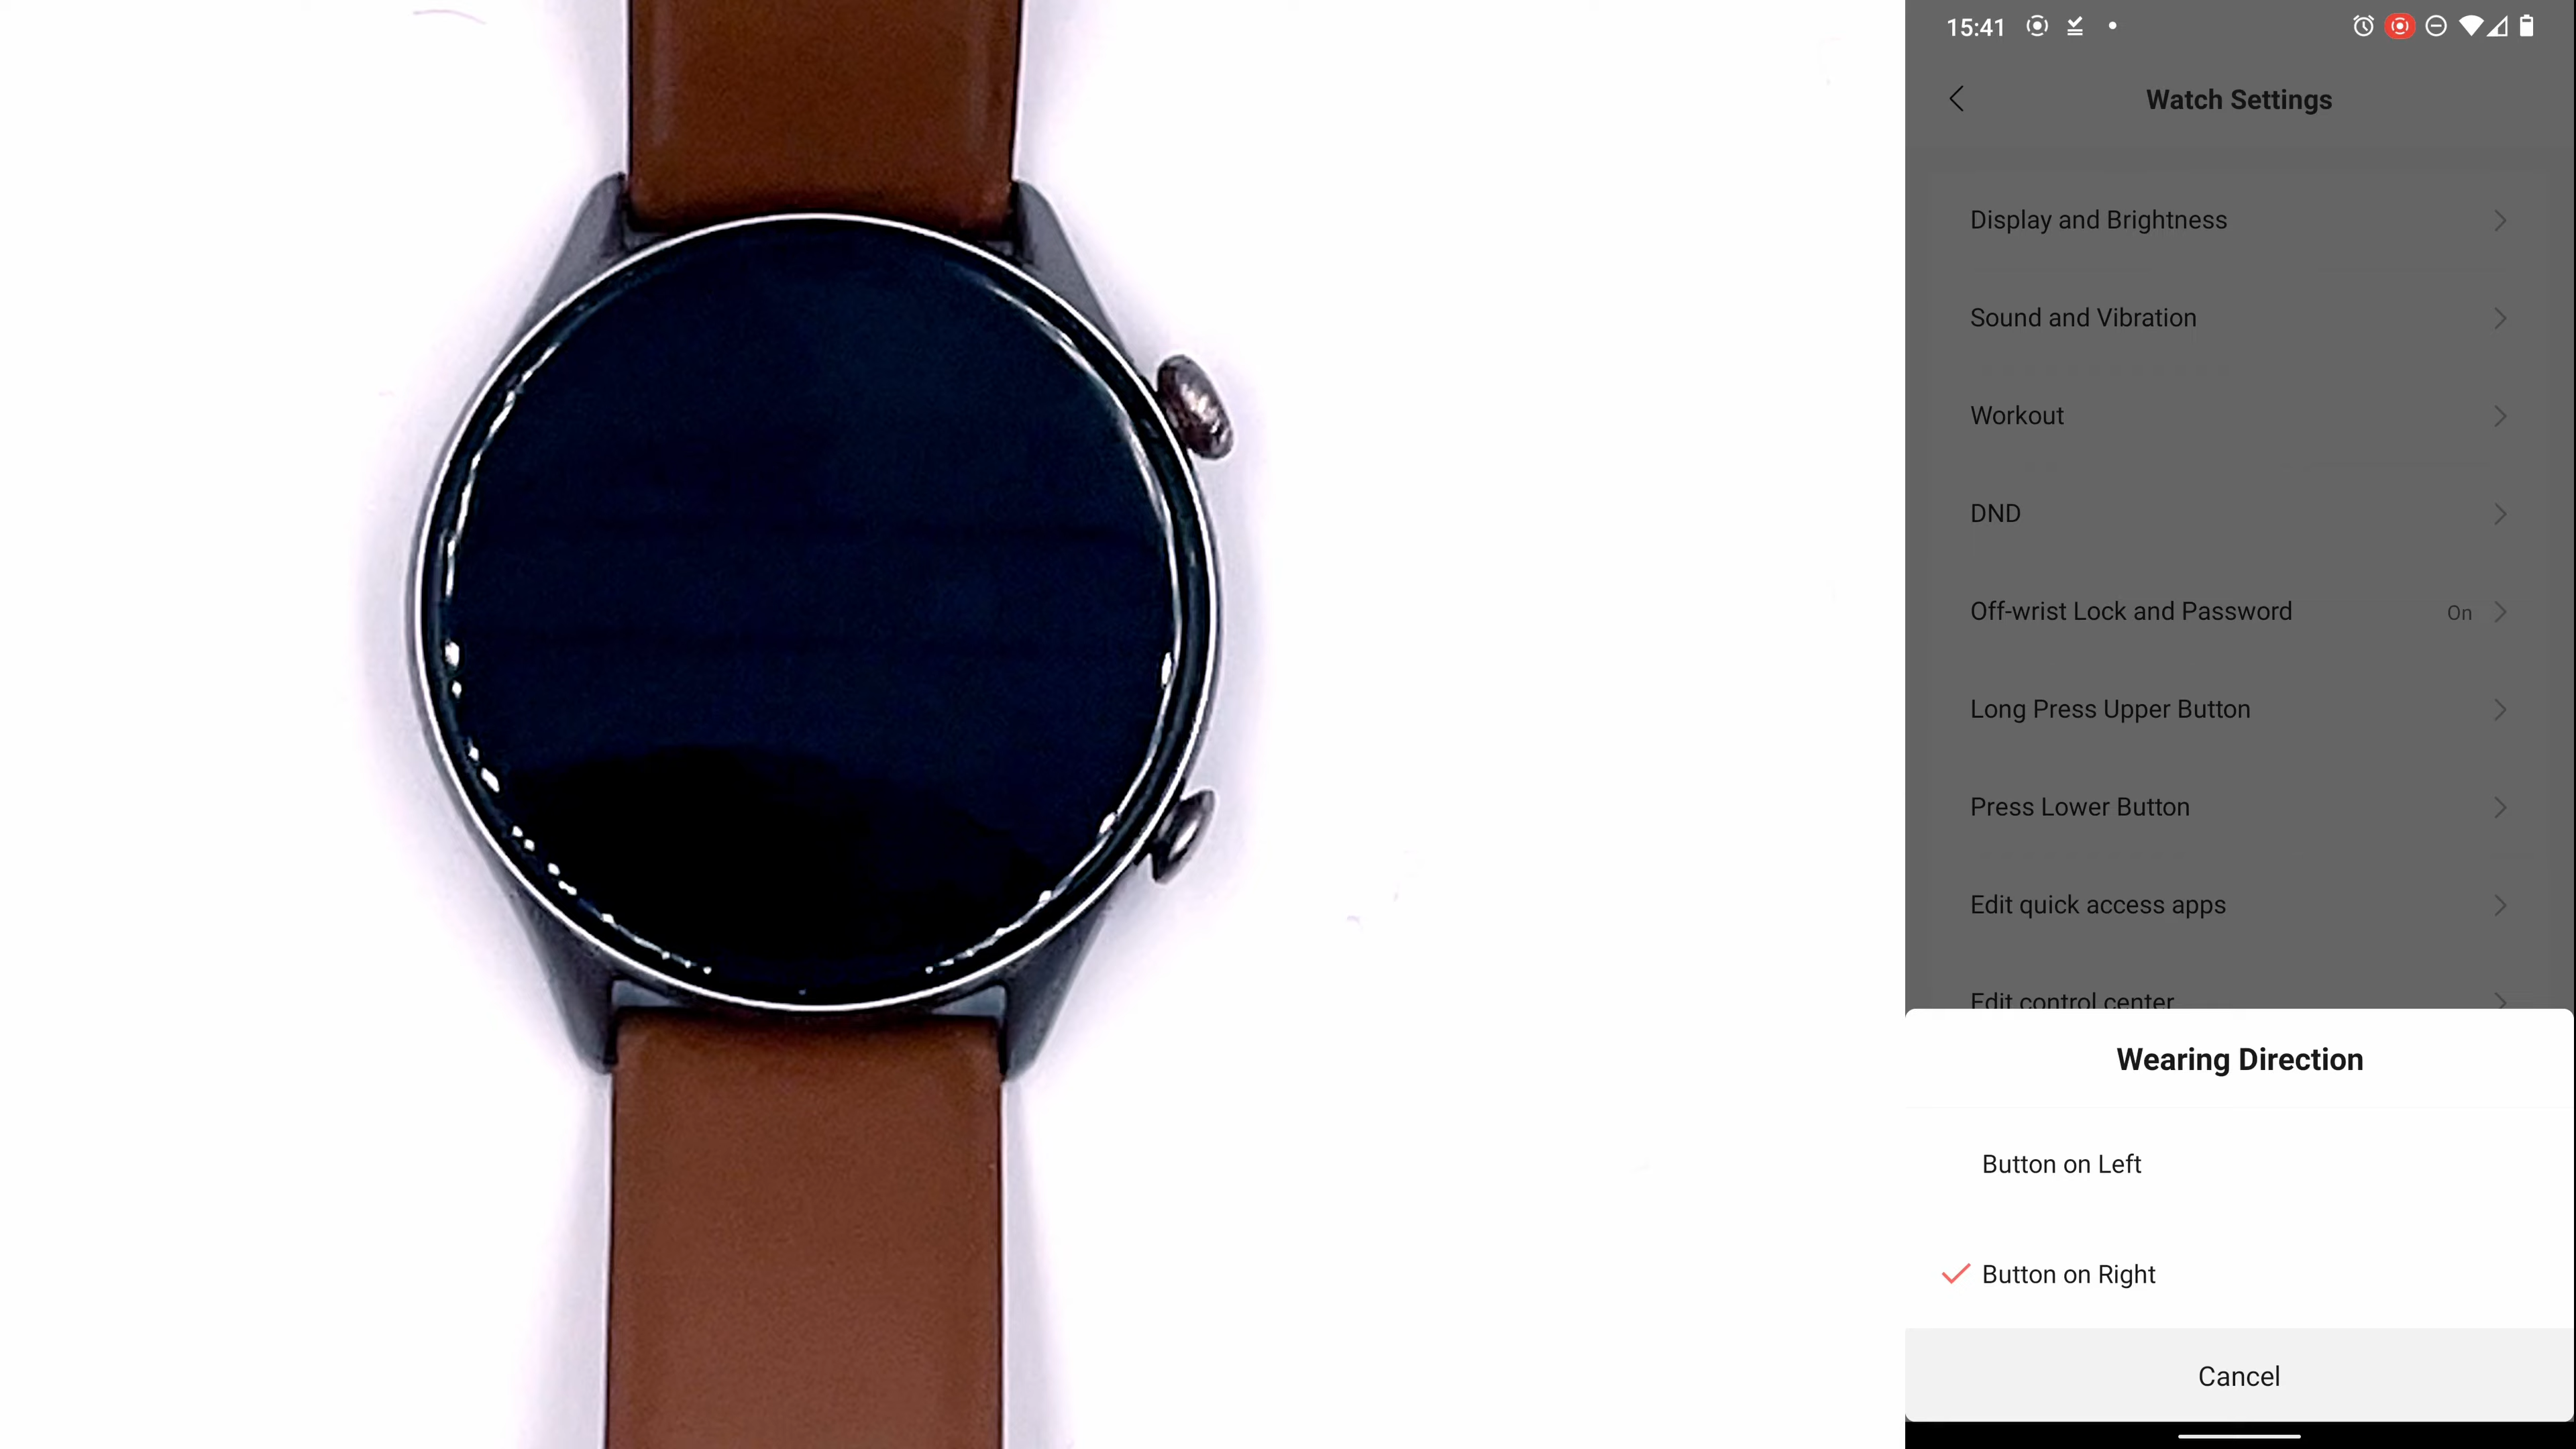 15:41
Watch Settings
Display and Brightness
Sound and Vibration
Workout
DND
Off-wrist Lock and Password On
Long Press Upper Button
Press Lower Button
Edit quick access apps
Edit control center
Wearing Direction
Button on Left
Button on Right
Cancel